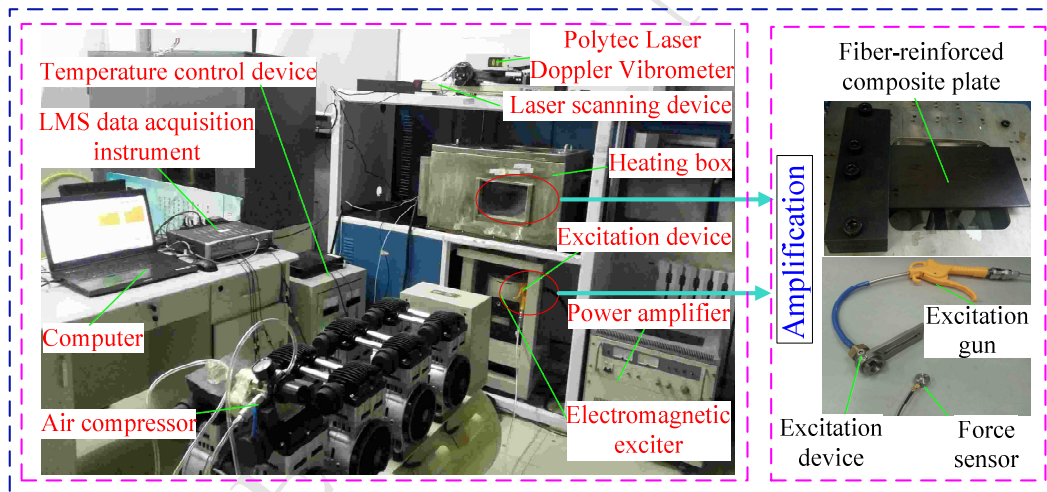 Polytec Laser
Doppler Vibrometer
Temperature control device
Laser scanning device
LMS data acquisition
instrument
Heating box
Excitation device
Power amplifier
Computer
Air compressor
Electromagnetic
exciter
Amplification
Fiber-reinforced
composite plate
Excitation
gun
Excitation
device
Force
sensor